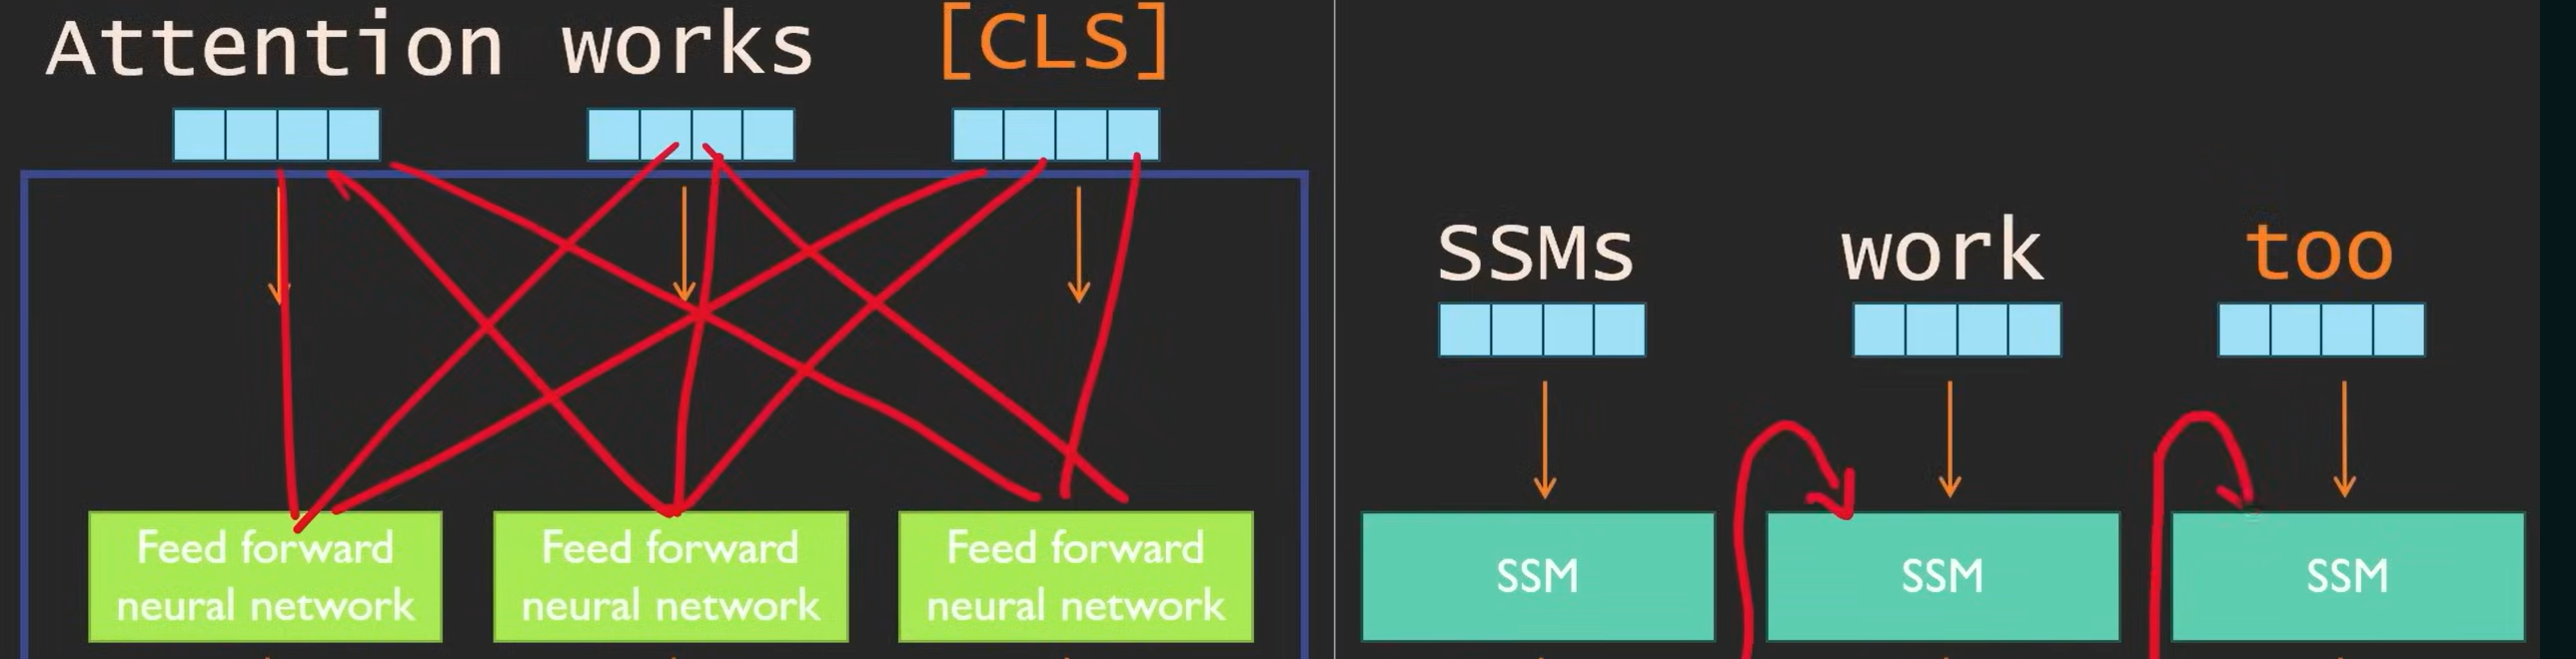 Attention works [CLS]
Feed forward
neural network
Feed forward
neural network
Feed forward
neural network
SSMs work too
SSM
SSM
SSM